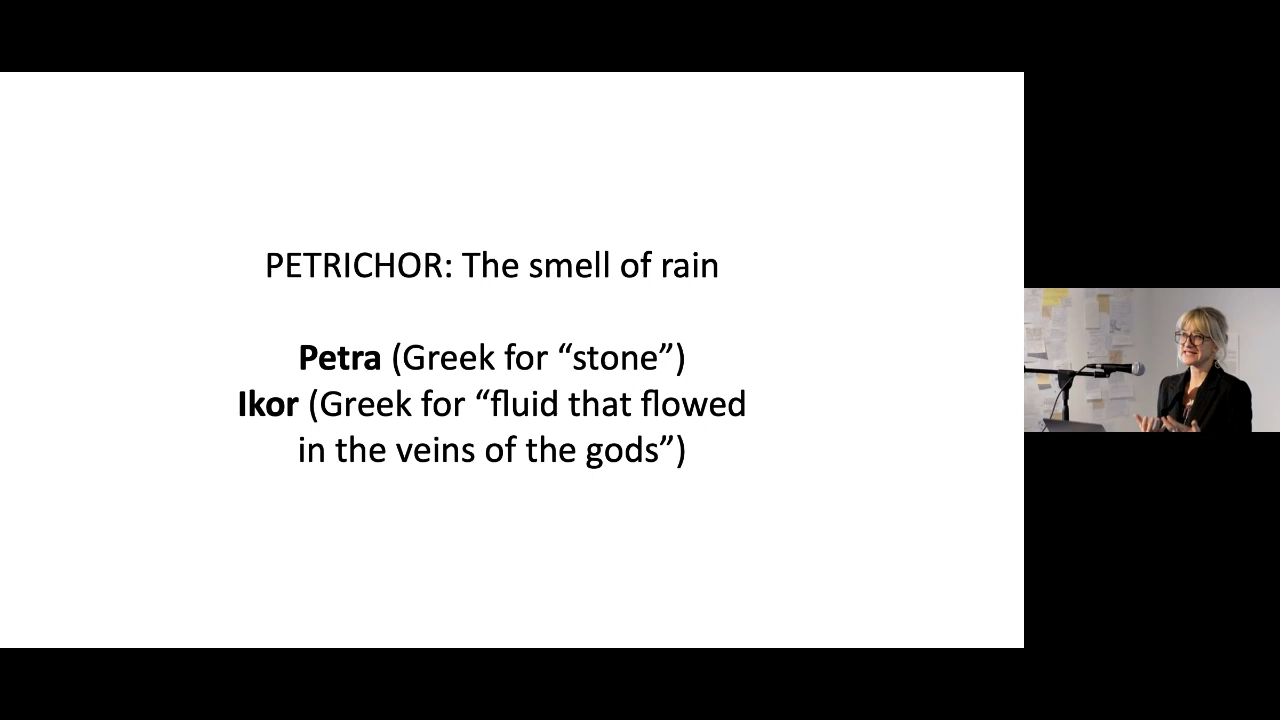 PETRICHOR: The smell of rain
Petra (Greek for “stone”)
Ikor (Greek for “fluid that flowed
in the veins of the gods”)